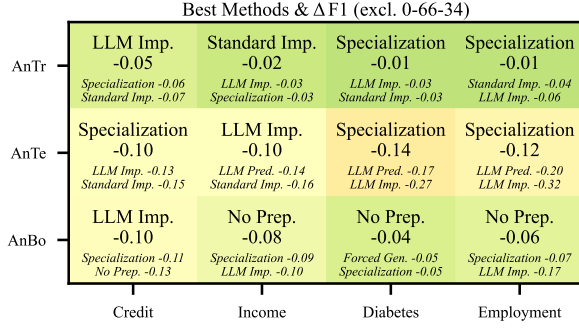 Best Methods & Δ F1 (excl. 0-66-34)
AnTr
LLM Imp.
-0.05
Specialization -0.06
Standard Imp. -0.07
Standard Imp.
-0.02
LLM Imp. -0.03
Specialization -0.03
Specialization
-0.01
LLM Imp. -0.03
Standard Imp. -0.03
Specialization
-0.01
Standard Imp. -0.04
LLM Imp. -0.06
AnTe
Specialization
-0.10
LLM Imp. -0.13
Standard Imp. -0.15
LLM Imp.
-0.10
LLM Pred. -0.14
Standard Imp. -0.16
Specialization
-0.14
LLM Pred. -0.17
LLM Imp. -0.27
Specialization
-0.12
LLM Pred. -0.20
LLM Imp. -0.32
AnBo
LLM Imp.
-0.10
Specialization -0.11
No Prep. -0.13
No Prep.
-0.08
Specialization -0.09
LLM Imp. -0.10
No Prep.
-0.04
Forced Gen. -0.05
Specialization -0.05
No Prep.
-0.06
Specialization -0.07
LLM Imp. -0.17
Credit
Income
Diabetes
Employment